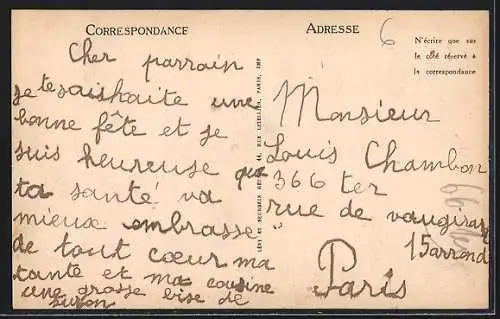 CORRESPONDANCE
Cher parrain
je te saishaite une
bonne fête et je
suis heureuse que
ta santé va
mieux embrasse
de tout cœur ma
tante et ma cousine
une grosse bise de
suzon
ADRESSE
6
N'écrire que sur
le côté réservé à
la correspondance
Monsieur
Louis Chambon
366 ter
rue de vaugirard
15 arrond
Paris